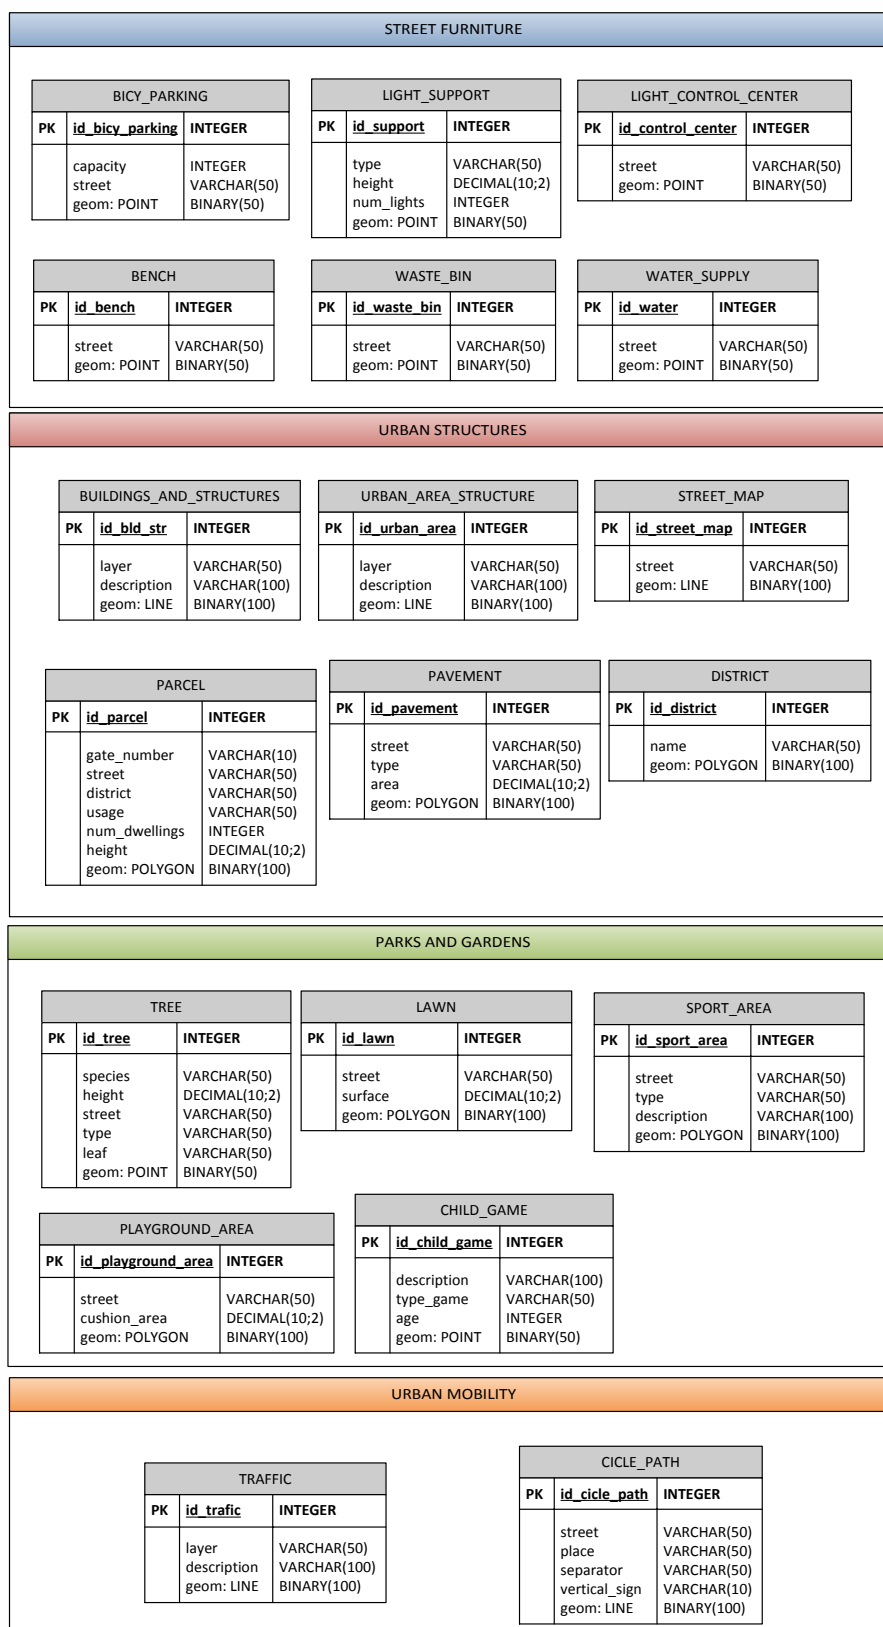 STREET FURNITURE
BICY_PARKING
PK id_bicy_parking INTEGER
capacity INTEGER
street VARCHAR(50)
geom: POINT BINARY(50)
LIGHT_SUPPORT
PK id_support INTEGER
type VARCHAR(50)
height DECIMAL(10;2)
num_lights INTEGER
geom: POINT BINARY(50)
LIGHT_CONTROL_CENTER
PK id_control_center INTEGER
street VARCHAR(50)
geom: POINT BINARY(50)
BENCH
PK id_bench INTEGER
street VARCHAR(50)
geom: POINT BINARY(50)
WASTE_BIN
PK id_waste_bin INTEGER
street VARCHAR(50)
geom: POINT BINARY(50)
WATER_SUPPLY
PK id_water INTEGER
street VARCHAR(50)
geom: POINT BINARY(50)
URBAN STRUCTURES
BUILDINGS_AND_STRUCTURES
PK id_bld_str INTEGER
layer VARCHAR(50)
description VARCHAR(100)
geom: LINE BINARY(100)
URBAN_AREA_STRUCTURE
PK id_urban_area INTEGER
layer VARCHAR(50)
description VARCHAR(100)
geom: LINE BINARY(100)
STREET_MAP
PK id_street_map INTEGER
street VARCHAR(50)
geom: LINE BINARY(100)
PARCEL
PK id_parcel INTEGER
gate_number VARCHAR(10)
street VARCHAR(50)
district VARCHAR(50)
usage VARCHAR(50)
num_dwellings INTEGER
height DECIMAL(10;2)
geom: POLYGON BINARY(100)
PAVEMENT
PK id_pavement INTEGER
street VARCHAR(50)
type VARCHAR(50)
area DECIMAL(10;2)
geom: POLYGON BINARY(100)
DISTRICT
PK id_district INTEGER
name VARCHAR(50)
geom: POLYGON BINARY(100)
PARKS AND GARDENS
TREE
PK id_tree INTEGER
species VARCHAR(50)
height DECIMAL(10;2)
street VARCHAR(50)
type VARCHAR(50)
leaf VARCHAR(50)
geom: POINT BINARY(50)
LAWN
PK id_lawn INTEGER
street VARCHAR(50)
surface DECIMAL(10;2)
geom: POLYGON BINARY(100)
SPORT_AREA
PK id_sport_area INTEGER
street VARCHAR(50)
type VARCHAR(50)
description VARCHAR(100)
geom: POLYGON BINARY(100)
PLAYGROUND_AREA
PK id_playground_area INTEGER
street VARCHAR(50)
cushion_area DECIMAL(10;2)
geom: POLYGON BINARY(100)
CHILD_GAME
PK id_child_game INTEGER
description VARCHAR(100)
type_game VARCHAR(50)
age INTEGER
geom: POINT BINARY(50)
URBAN MOBILITY
TRAFFIC
PK id_trafic INTEGER
layer VARCHAR(50)
description VARCHAR(100)
geom: LINE BINARY(100)
CICLE_PATH
PK id_cicle_path INTEGER
street VARCHAR(50)
place VARCHAR(50)
separator VARCHAR(50)
vertical_sign VARCHAR(10)
geom: LINE BINARY(100)